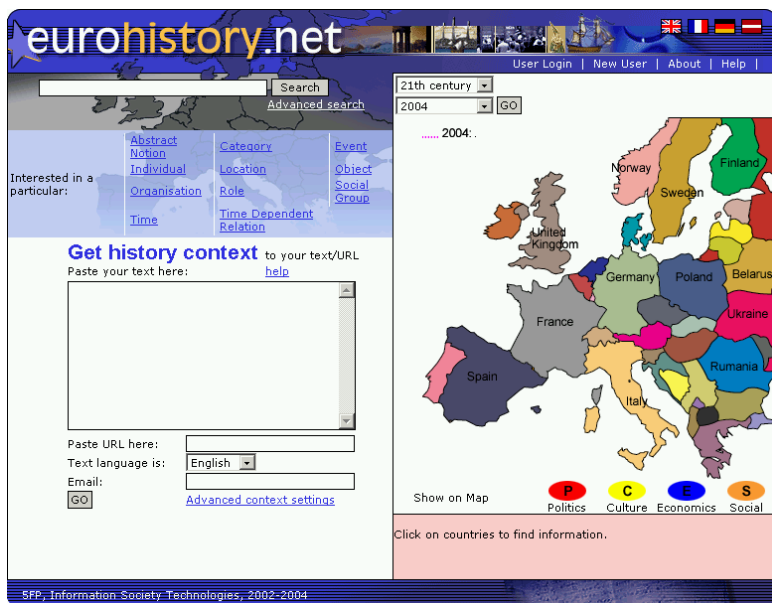 eurohistory.net
User Login | New User | About | Help |
Search
Advanced search
21th century
2004
GO
...... 2004: .
Interested in a particular:
Abstract Notion
Category
Event
Individual
Location
Object
Organisation
Role
Social Group
Time
Time Dependent Relation
Get history context to your text/URL
Paste your text here:
help
Paste URL here:
Text language is:
English
Email:
GO
Advanced context settings
Norway
Finland
Sweden
United
Kingdom
Germany
Poland
Belarus
Ukraine
France
Rumania
Spain
Italy
Show on Map
P
C
E
S
Politics
Culture
Economics
Social
Click on countries to find information.
5FP, Information Society Technologies, 2002-2004